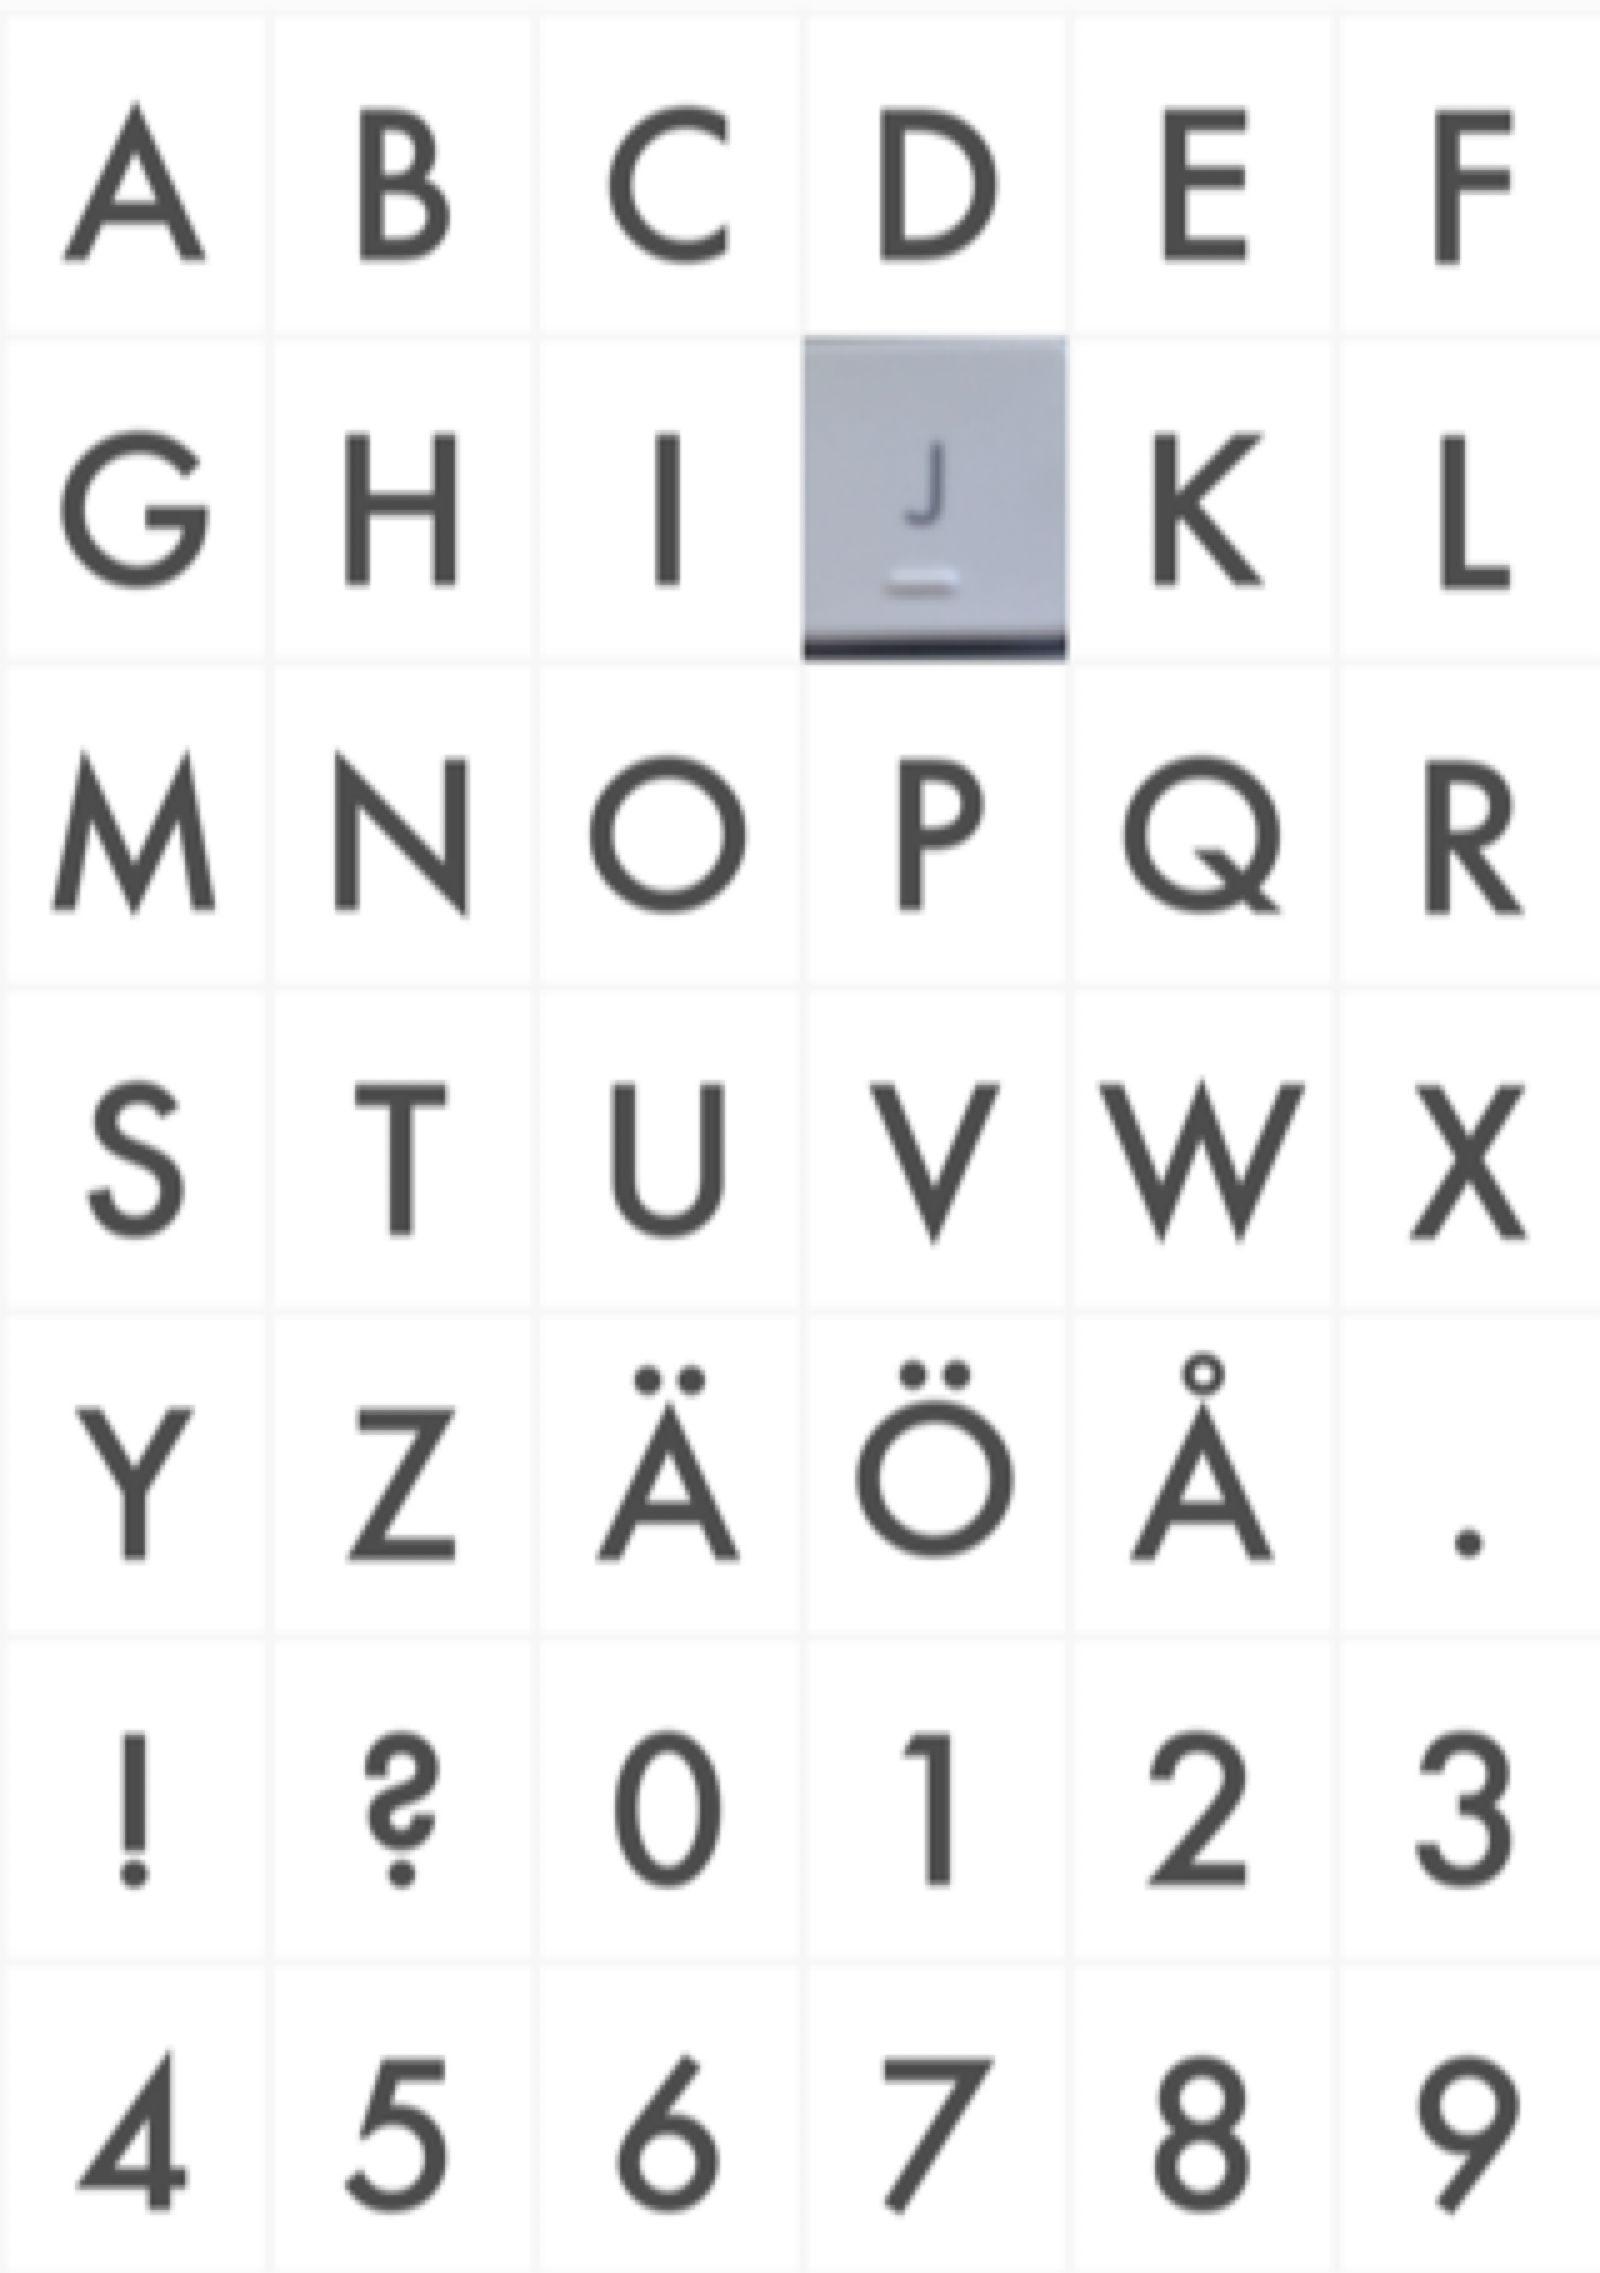 A B C D E F
G H I J K L
M N O P Q R
S T U V W X
Y Z Ä Ö Å .
! ? 0 1 2 3
4 5 6 7 8 9